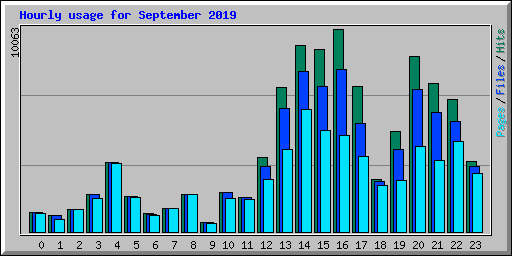 Hourly usage for September 2019
10063
Pages/Files/Hits
0 1 2 3 4 5 6 7 8 9 10 11 12 13 14 15 16 17 18 19 20 21 22 23